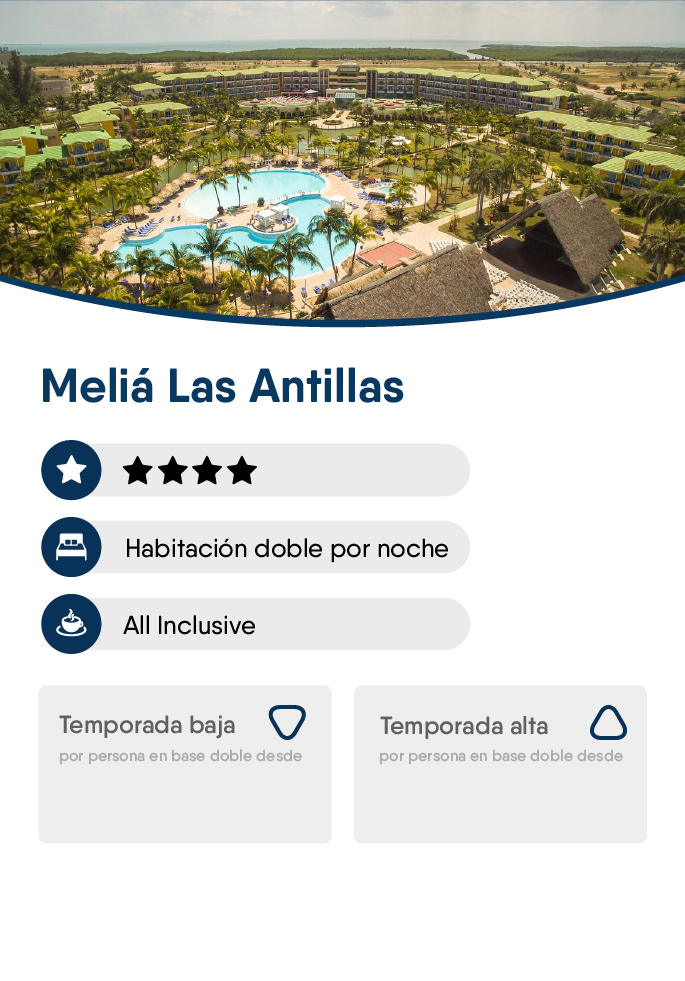 Meliá Las Antillas
Habitación doble por noche
All Inclusive
Temporada baja
por persona en base doble desde
Temporada alta
por persona en base doble desde